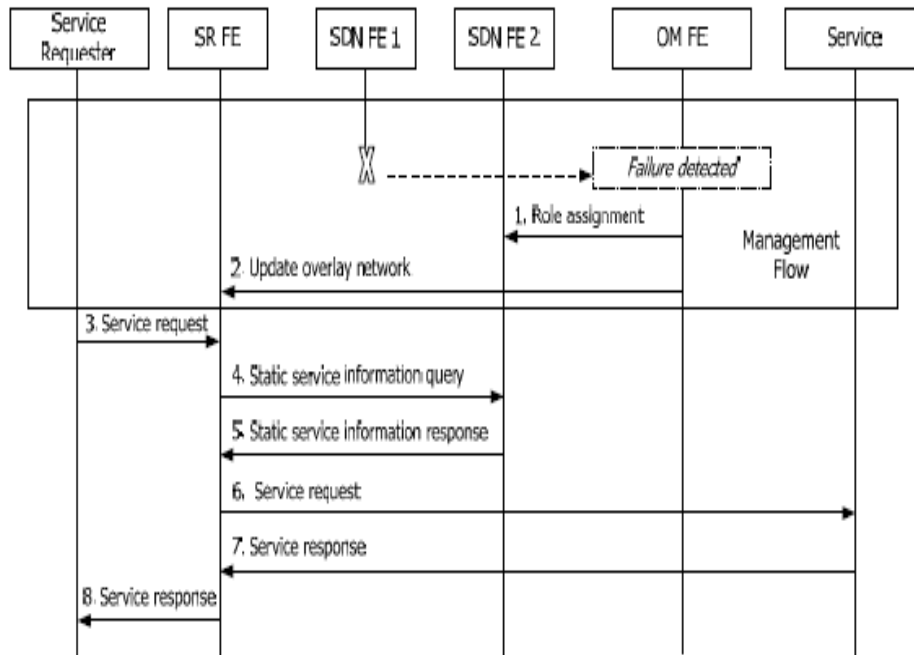 Service
Requester
SR FE
SDN FE 1
SDN FE 2
OM FE
Service
Failure detected
1. Role assignment
Management
Flow
2. Update overlay network
3. Service request
4. Static service information query
5. Static service information response
6. Service request
7. Service response
8. Service response